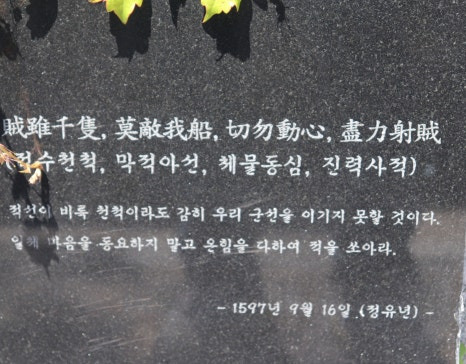 賊雖千隻, 莫敵我船, 切勿動心, 盡力射賊
(적수천척, 막적아선, 체물동심, 진력사적)
적선이 비록 천척이라도 감히 우리 군선을 이기지 못할 것이다.
일체 마음을 동요하지 말고 온힘을 다하여 적을 쏘아라.
- 1597년 9월 16일 (정유년) -